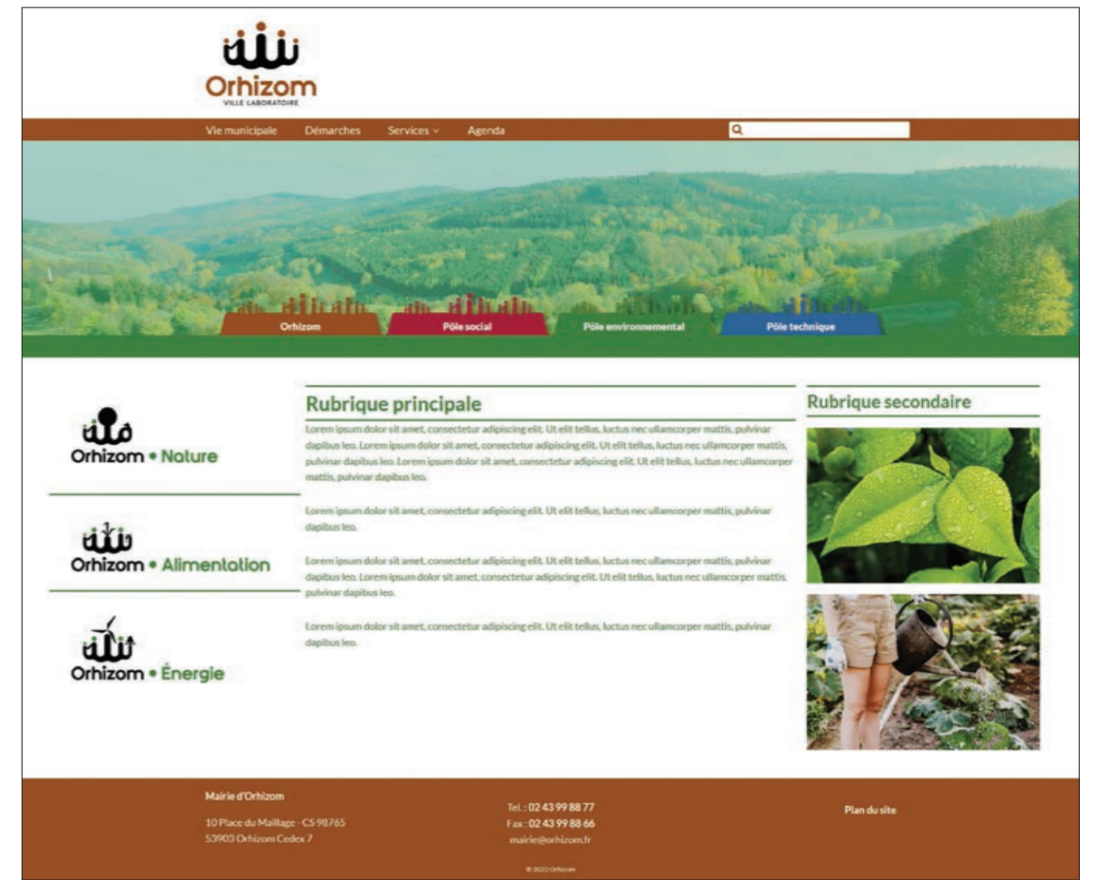 Orhizom
VILLE LABORATOIRE
Vie municipale Démarches Services Agenda
Orhizom Pôle social Pôle environnemental Pôle technique
Orhizom • Nature
Orhizom • Alimentation
Orhizom • Énergie
Rubrique principale
Lorem ipsum dolor sit amet, consectetur adipiscing elit. Ut elit tellus, luctus nec ullamcorper mattis, pulvinar
dapibus leo. Lorem ipsum dolor sit amet, consectetur adipiscing elit. Ut elit tellus, luctus nec ullamcorper mattis,
pulvinar dapibus leo. Lorem ipsum dolor sit amet, consectetur adipiscing elit. Ut elit tellus, luctus nec ullamcorper
mattis, pulvinar dapibus leo.
Lorem ipsum dolor sit amet, consectetur adipiscing elit. Ut elit tellus, luctus nec ullamcorper mattis, pulvinar
dapibus leo.
Lorem ipsum dolor sit amet, consectetur adipiscing elit. Ut elit tellus, luctus nec ullamcorper mattis, pulvinar
dapibus leo. Lorem ipsum dolor sit amet, consectetur adipiscing elit. Ut elit tellus, luctus nec ullamcorper mattis,
pulvinar dapibus leo.
Lorem ipsum dolor sit amet, consectetur adipiscing elit. Ut elit tellus, luctus nec ullamcorper mattis, pulvinar
dapibus leo.
Rubrique secondaire
Mairie d'Orhizom
10 Place du Maillage - CS 98765
53903 Orhizom Cedex 7
Tel. : 02 43 99 88 77
Fax : 02 43 99 88 66
mairie@orhizom.fr
Plan du site
© 2022 Orhizom